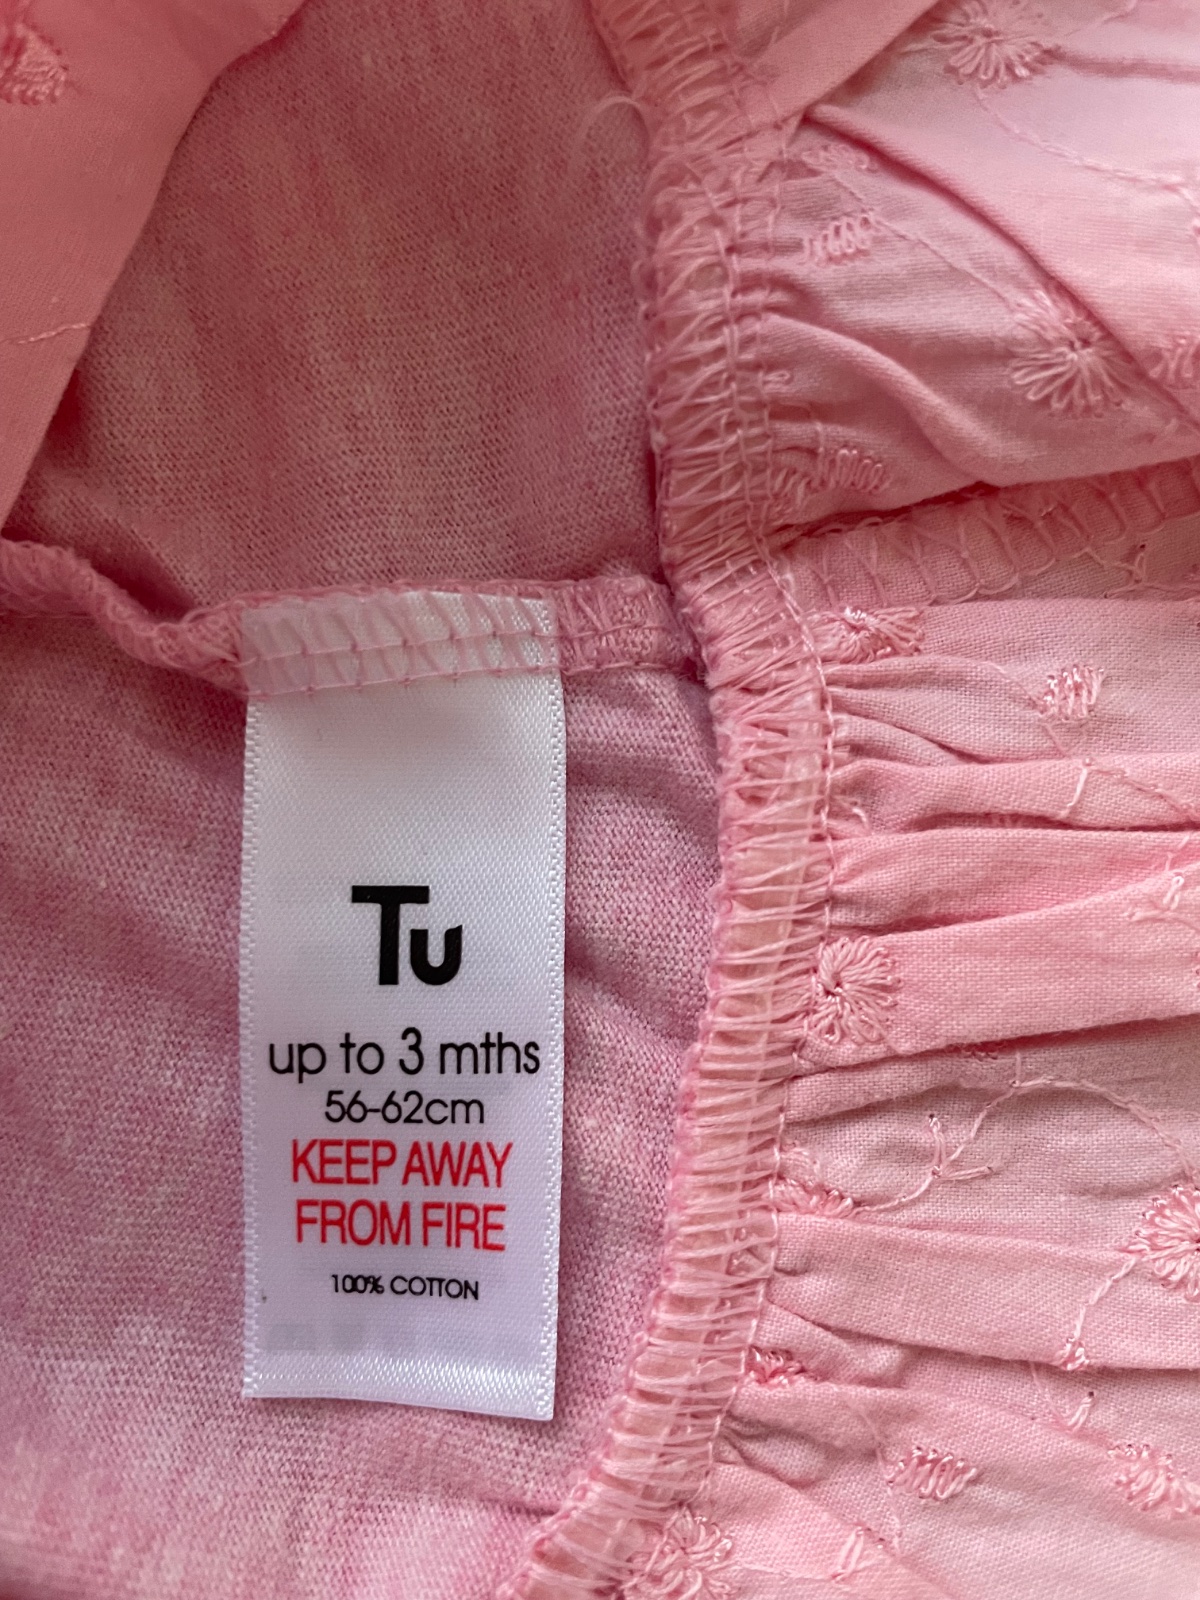 Tu
up to 3 mths
56-62cm
KEEP AWAY
FROM FIRE
100% COTTON